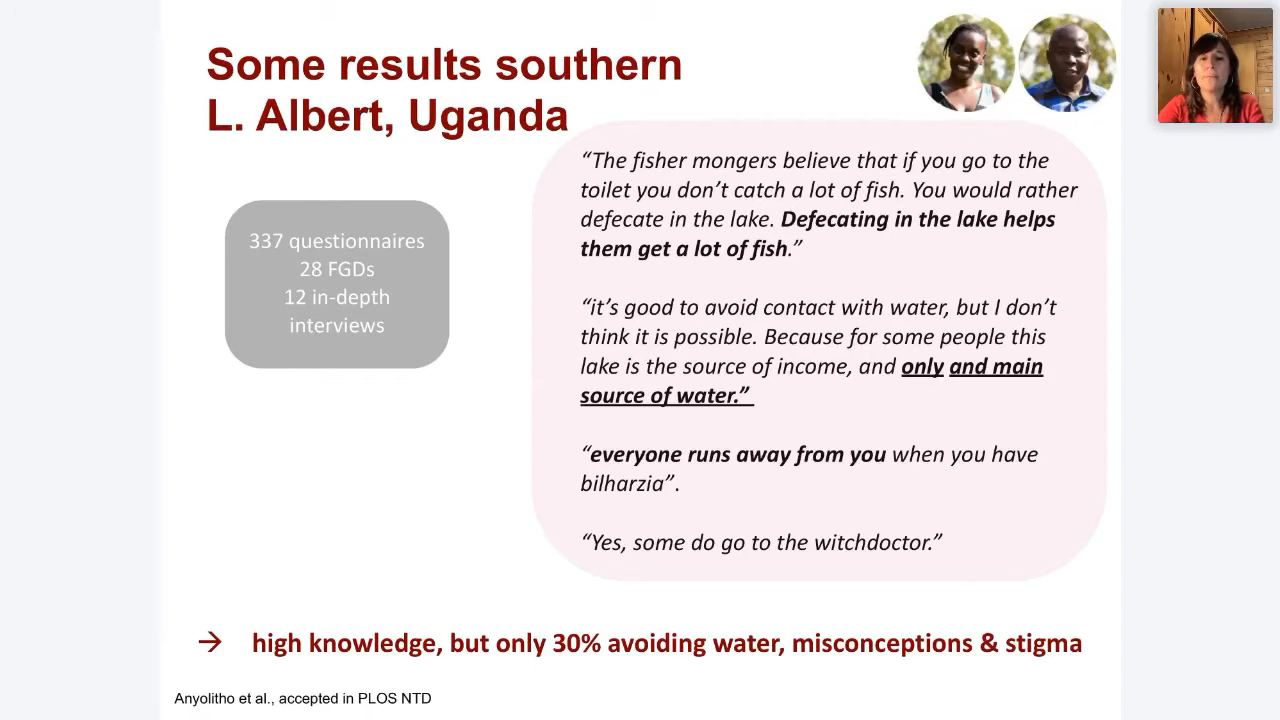 Some results southern
L. Albert, Uganda
337 questionnaires
28 FGDs
12 in-depth
interviews
“The fisher mongers believe that if you go to the
toilet you don’t catch a lot of fish. You would rather
defecate in the lake. Defecating in the lake helps
them get a lot of fish.”
“it’s good to avoid contact with water, but I don’t
think it is possible. Because for some people this
lake is the source of income, and only and main
source of water.”
“everyone runs away from you when you have
bilharzia”.
“Yes, some do go to the witchdoctor.”
→ high knowledge, but only 30% avoiding water, misconceptions & stigma
Anyolitho et al., accepted in PLOS NTD